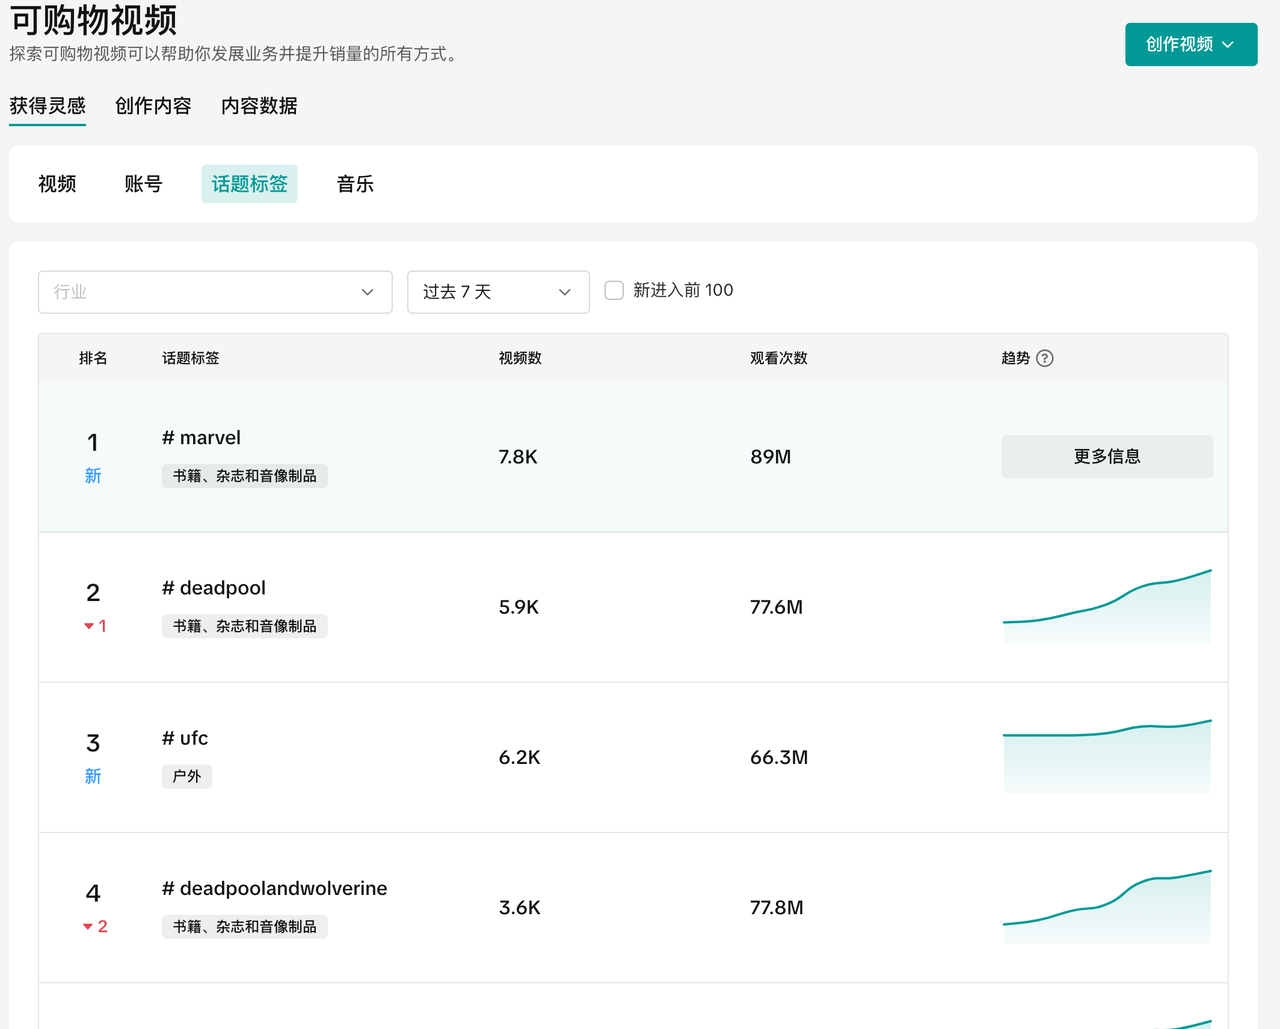 可购物视频
探索可购物视频可以帮助你发展业务并提升销量的所有方式。
创作视频
获得灵感 创作内容 内容数据
视频 账号 话题标签 音乐
行业 过去 7 天 新进入前 100
排名 话题标签 视频数 观看次数 趋势 ?
1 # marvel 7.8K 89M 更多信息
新 书籍、杂志和音像制品
2 # deadpool 5.9K 77.6M
1 书籍、杂志和音像制品
3 # ufc 6.2K 66.3M
新 户外
4 # deadpoolandwolverine 3.6K 77.8M
2 书籍、杂志和音像制品